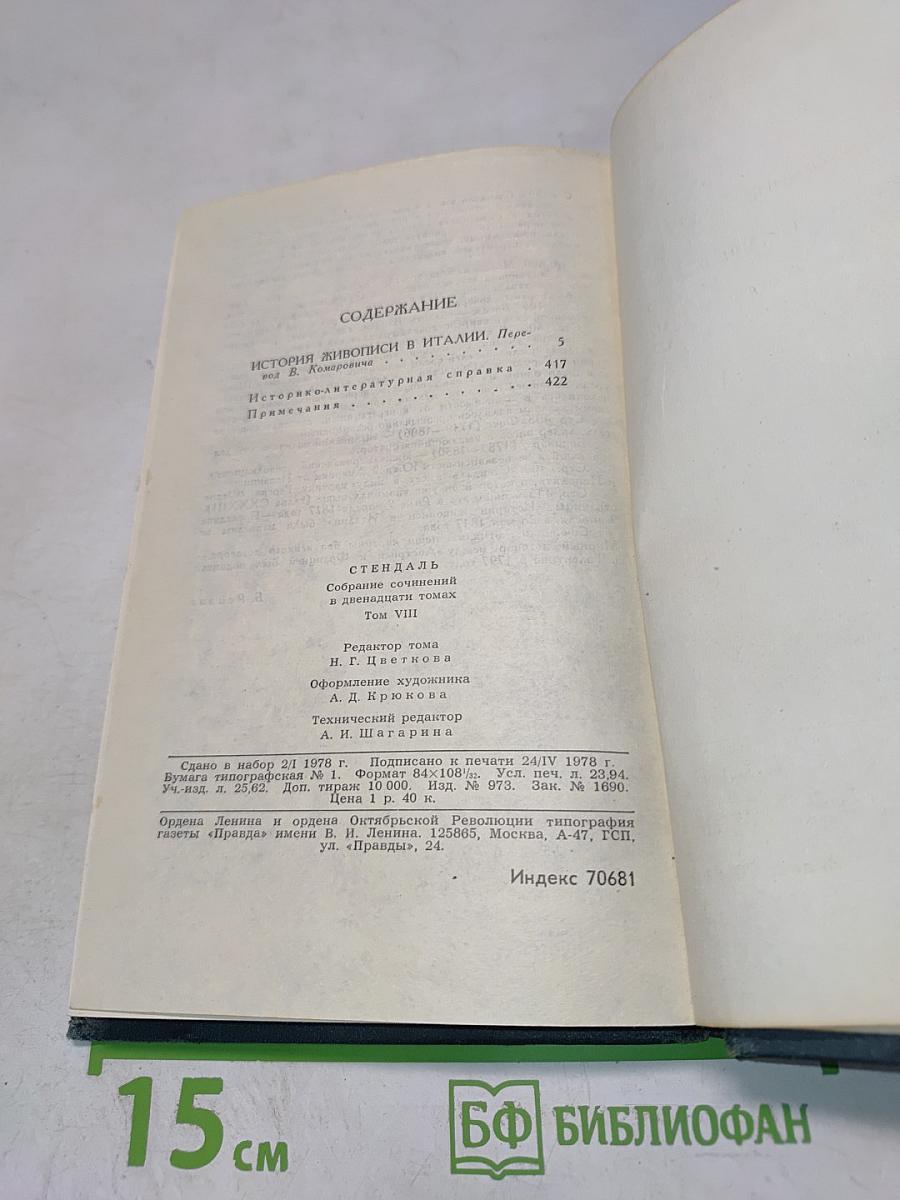 СОДЕРЖАНИЕ
ИСТОРИЯ ЖИВОПИСИ В ИТАЛИИ. Пере-
вод В. Комаровича . . . . . . . . . . 5
Историко-литературная справка . 417
Примечания . . . . . . . . . . . 422
СТЕНДАЛЬ
Собрание сочинений
в двенадцати томах
Том VIII
Редактор тома
Н. Г. Цветкова
Оформление художника
А. Д. Крюкова
Технический редактор
А. И. Шагарина
Сдано в набор 2/I 1978 г. Подписано к печати 24/IV 1978 г.
Бумага типографская № 1. Формат 84×108¹/₃₂. Усл. печ. л. 23,94.
Уч.-изд. л. 25,62. Доп. тираж 10 000. Изд. № 973. Зак. № 1690.
Цена 1 р. 40 к.
Ордена Ленина и ордена Октябрьской Революции типография
газеты «Правда» имени В. И. Ленина. 125865, Москва, А-47, ГСП,
ул. «Правды», 24.
Индекс 70681
15 см
БФ БИБЛИОФАН